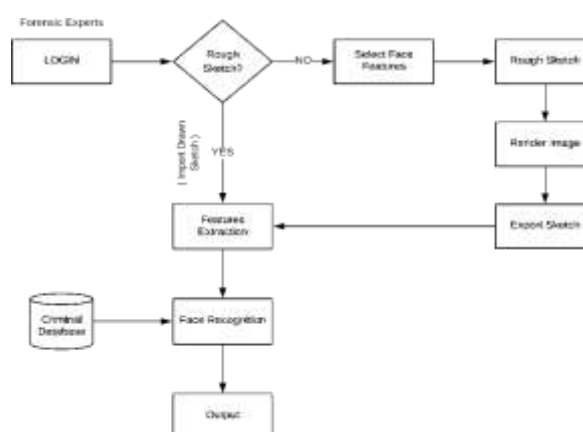 Forensic Experts
LOGIN
Rough
Sketch?
NO
Select Face
Features
Rough Sketch
Render Image
Export Sketch
( Import Drawn
Sketch )
YES
Features
Extraction
Criminal
Database
Face Recognition
Output